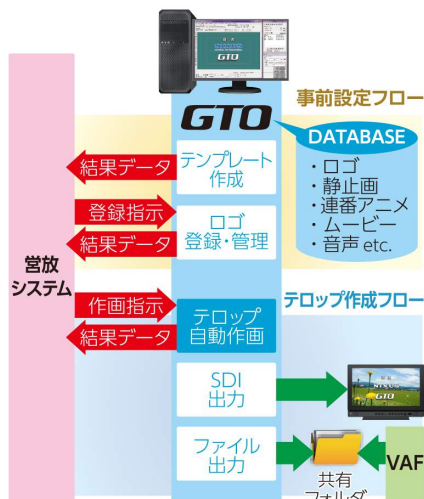 GTO
事前設定フロー
DATABASE
・ロゴ
・静止画
・連番アニメ
・ムービー
・音声 etc.
結果データ
テンプレート
作成
登録指示
結果データ
ロゴ
登録・管理
営放
システム
テロップ作成フロー
作画指示
結果データ
テロップ
自動作画
SDI
出力
GTO
ファイル
出力
VAF
共有
フォルダ